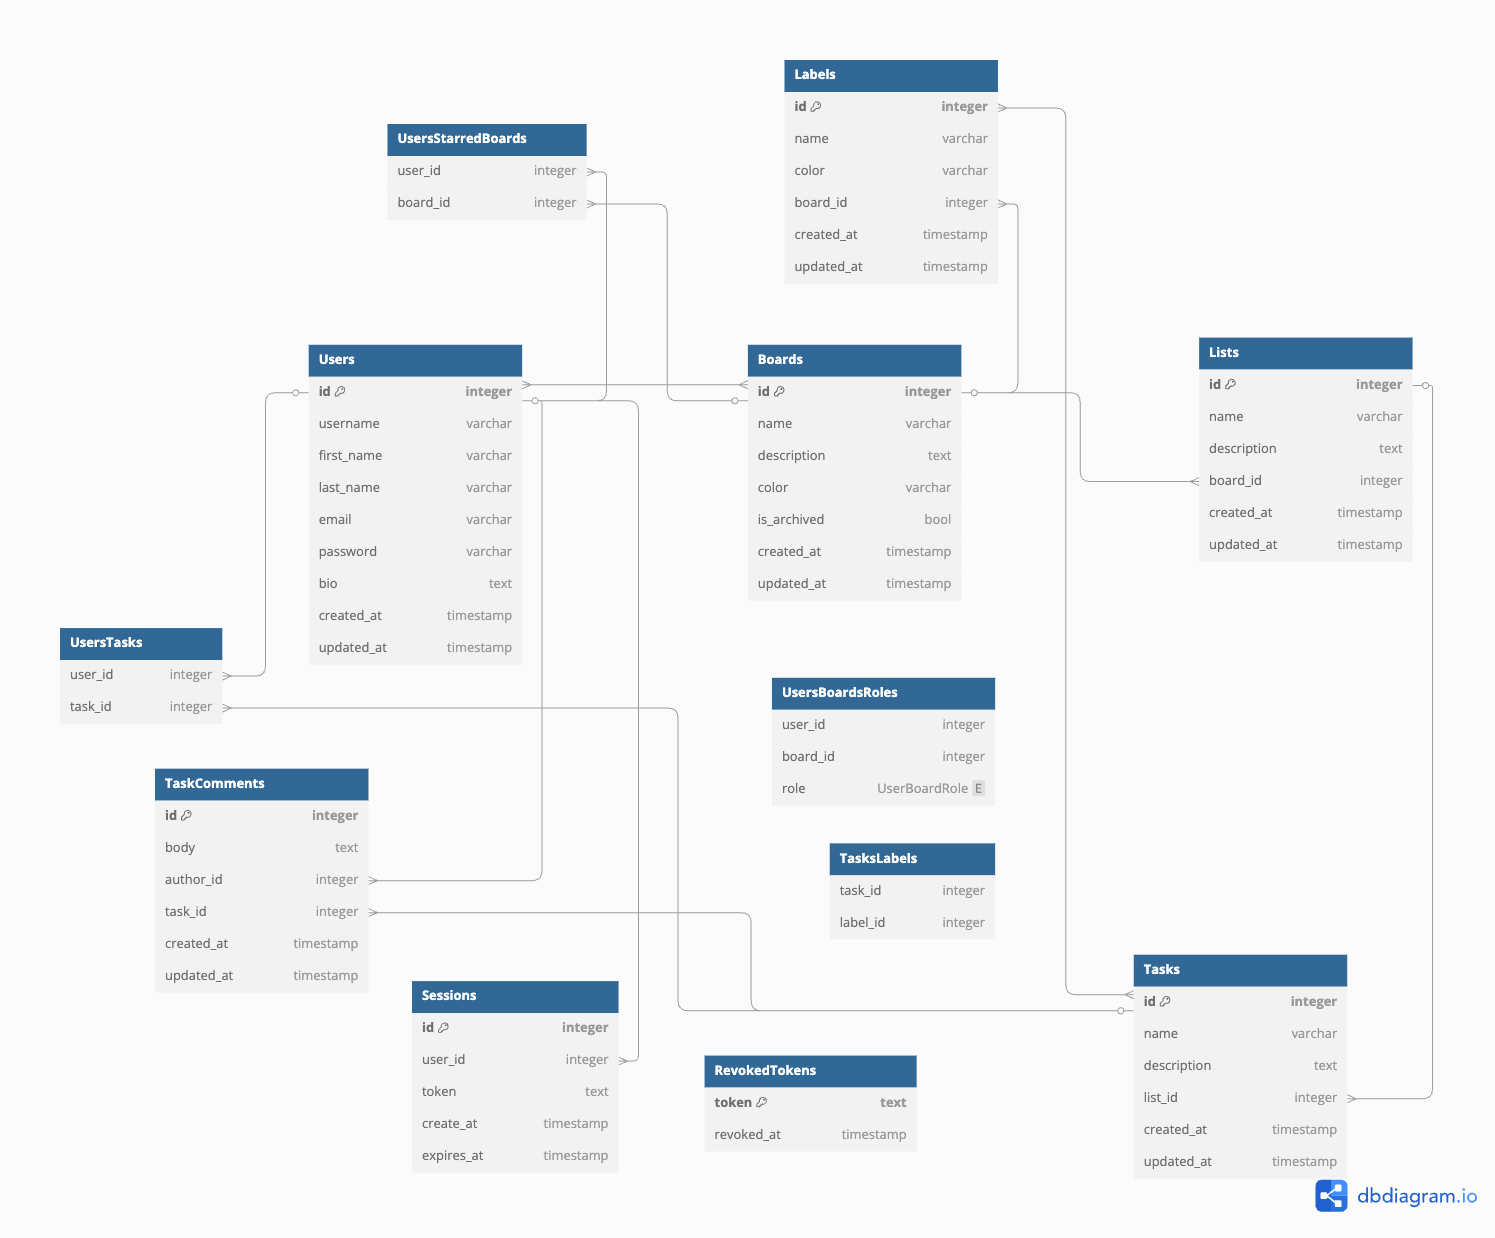 Labels
id integer
name varchar
color varchar
board_id integer
created_at timestamp
updated_at timestamp
UsersStarredBoards
user_id integer
board_id integer
Users
id integer
username varchar
first_name varchar
last_name varchar
email varchar
password varchar
bio text
created_at timestamp
updated_at timestamp
Boards
id integer
name varchar
description text
color varchar
is_archived bool
created_at timestamp
updated_at timestamp
Lists
id integer
name varchar
description text
board_id integer
created_at timestamp
updated_at timestamp
UsersTasks
user_id integer
task_id integer
UsersBoardsRoles
user_id integer
board_id integer
role UserBoardRole E
TaskComments
id integer
body text
author_id integer
task_id integer
created_at timestamp
updated_at timestamp
TasksLabels
task_id integer
label_id integer
Sessions
id integer
user_id integer
token text
create_at timestamp
expires_at timestamp
RevokedTokens
token text
revoked_at timestamp
Tasks
id integer
name varchar
description text
list_id integer
created_at timestamp
updated_at timestamp
dbdiagram.io